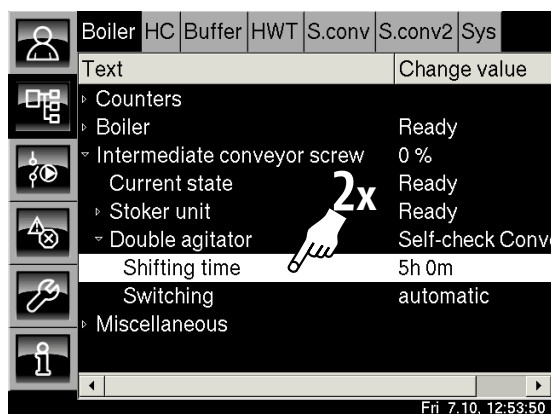 Boiler HC Buffer HWT S.conv S.conv2 Sys
Text Change value
Counters
Boiler Ready
Intermediate conveyor screw 0 %
Current state Ready
2x
Stoker unit Ready
Double agitator Self-check Conv
Shifting time 5h 0m
Switching automatic
Miscellaneous
Fri 7.10. 12:53:50